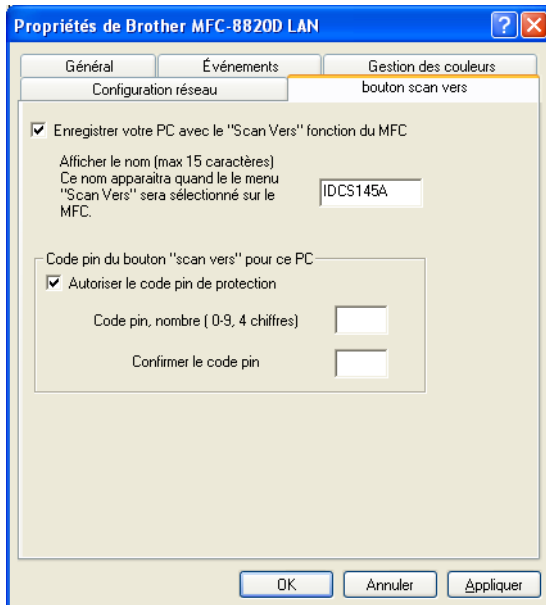 Propriétés de Brother MFC-8820D LAN
Général
Événements
Gestion des couleurs
Configuration réseau
bouton scan vers
Enregistrer votre PC avec le "Scan Vers" fonction du MFC
Afficher le nom (max 15 caractères)
Ce nom apparaitra quand le le menu
"Scan Vers" sera sélectionné sur le
MFC.
IDCS145A
Code pin du bouton "scan vers" pour ce PC
Autoriser le code pin de protection
Code pin, nombre ( 0-9, 4 chiffres)
Confirmer le code pin
OK
Annuler
Appliquer